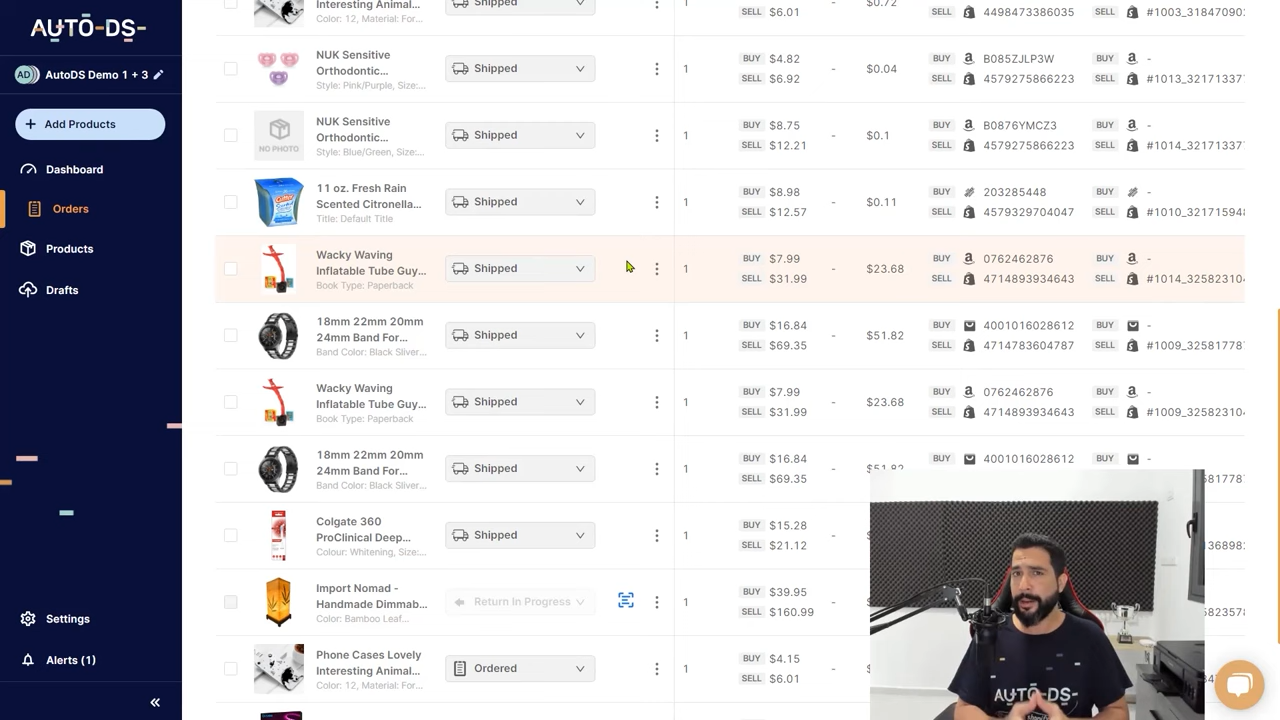 AUTO-DS-
AD AutoDS Demo 1 + 3
+ Add Products
Dashboard
Orders
Products
Drafts
Settings
Alerts (1)
«
Interesting Animal...
Color: 12, Material: For...
Shipped
SELL $6.01
-
$0.72
SELL 4498473386035
SELL #1003_318470903
NUK Sensitive
Orthodontic...
Style: Pink/Purple, Size:...
Shipped
1
BUY $4.82
SELL $6.92
-
$0.04
BUY B085ZJLP3W
SELL 4579275866223
BUY -
SELL #1013_321713377
NO PHOTO
NUK Sensitive
Orthodontic...
Style: Blue/Green, Size:...
Shipped
1
BUY $8.75
SELL $12.21
-
$0.1
BUY B0876YMCZ3
SELL 4579275866223
BUY -
SELL #1014_321713377
11 oz. Fresh Rain
Scented Citronella...
Title: Default Title
Shipped
1
BUY $8.98
SELL $12.57
-
$0.11
BUY 203285448
SELL 4579329704047
BUY -
SELL #1010_321715948
Wacky Waving
Inflatable Tube Guy...
Book Type: Paperback
Shipped
1
BUY $7.99
SELL $31.99
-
$23.68
BUY 0762462876
SELL 4714893934643
BUY -
SELL #1014_325823104
18mm 22mm 20mm
24mm Band For...
Band Color: Black Sliver...
Shipped
1
BUY $16.84
SELL $69.35
-
$51.82
BUY 4001016028612
SELL 4714783604787
BUY -
SELL #1009_325817787
Wacky Waving
Inflatable Tube Guy...
Book Type: Paperback
Shipped
1
BUY $7.99
SELL $31.99
-
$23.68
BUY 0762462876
SELL 4714893934643
BUY -
SELL #1009_325823104
18mm 22mm 20mm
24mm Band For...
Band Color: Black Sliver...
Shipped
1
BUY $16.84
SELL $69.35
-
$51.82
BUY 4001016028612
BUY -
Colgate 360
ProClinical Deep...
Colour: Whitening, Size:...
Shipped
1
BUY $15.28
SELL $21.12
-
Import Nomad -
Handmade Dimmab...
Color: Bamboo Leaf...
Return In Progress
1
BUY $39.95
SELL $160.99
-
Phone Cases Lovely
Interesting Animal...
Color: 12, Material: For...
Ordered
1
BUY $4.15
SELL $6.01
-
AUTO-DS-